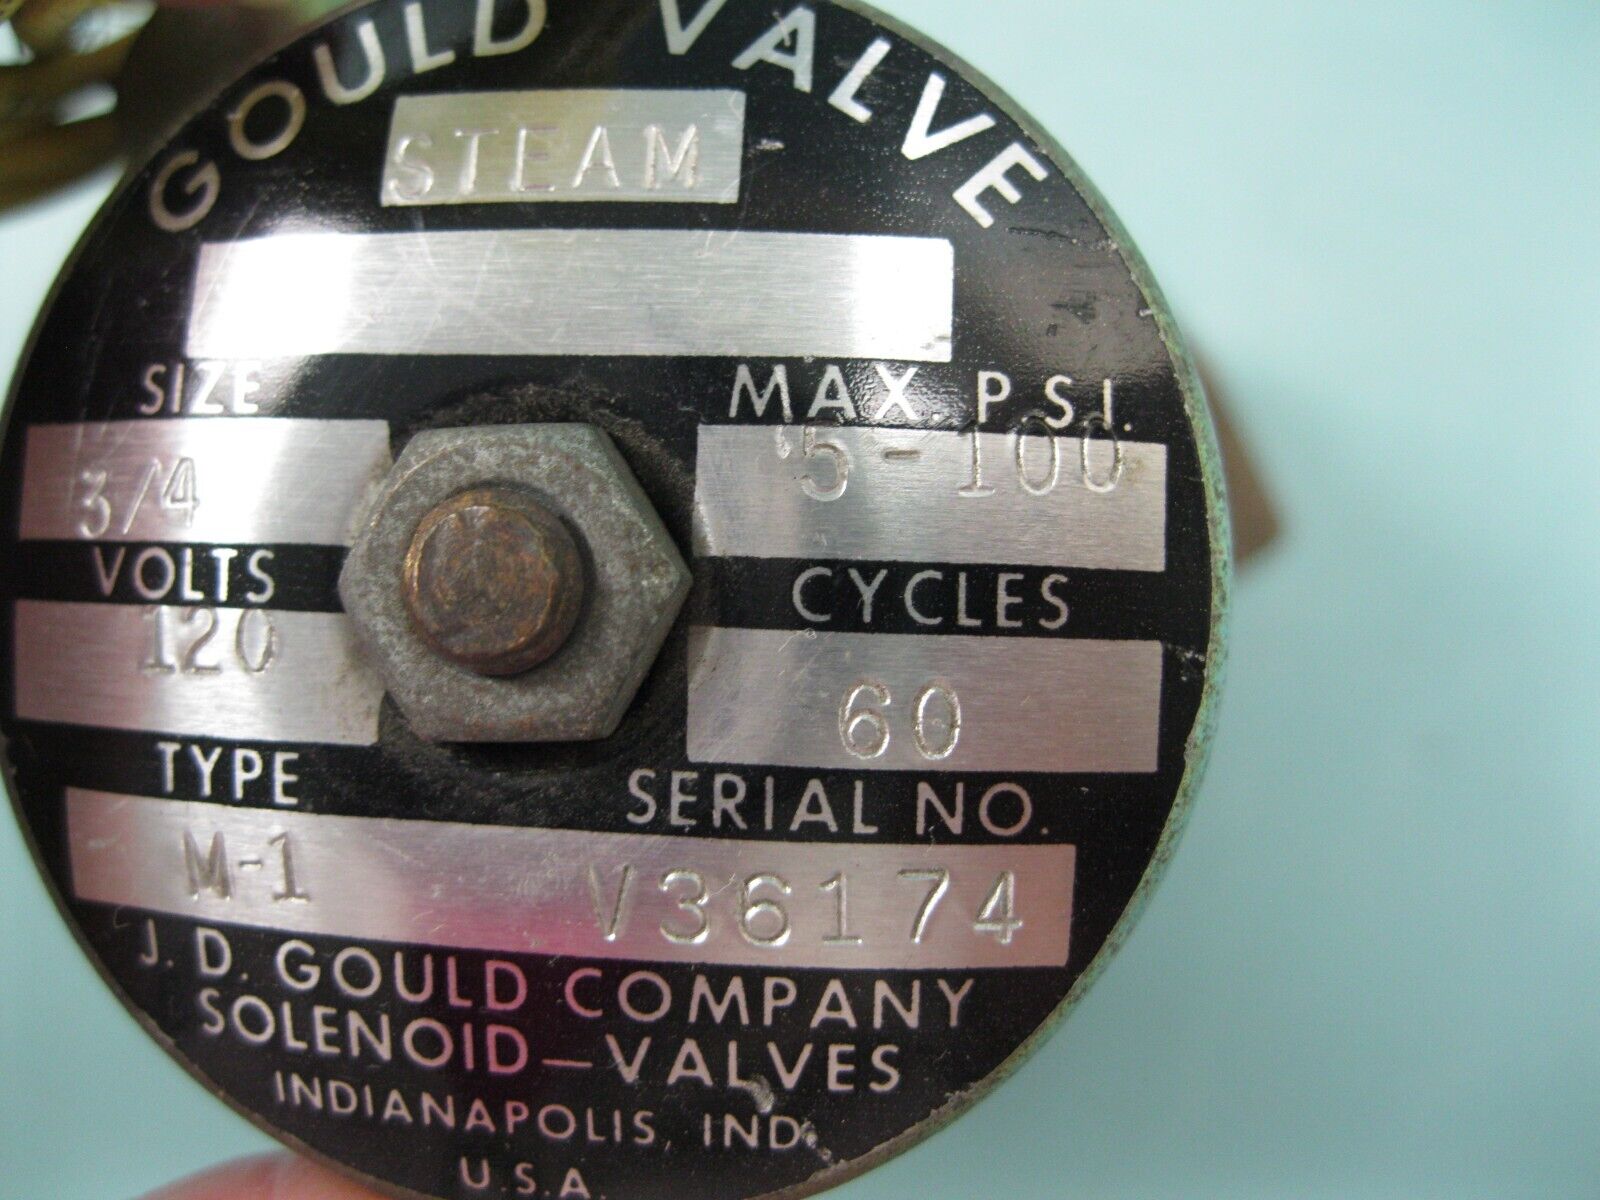 GOULD VALVE
STEAM
SIZE MAX. PSI.
3/4 5-100
VOLTS CYCLES
120 60
TYPE SERIAL NO.
M-1 V36174
J. D. GOULD COMPANY
SOLENOID—VALVES
INDIANAPOLIS, IND.
U.S.A.